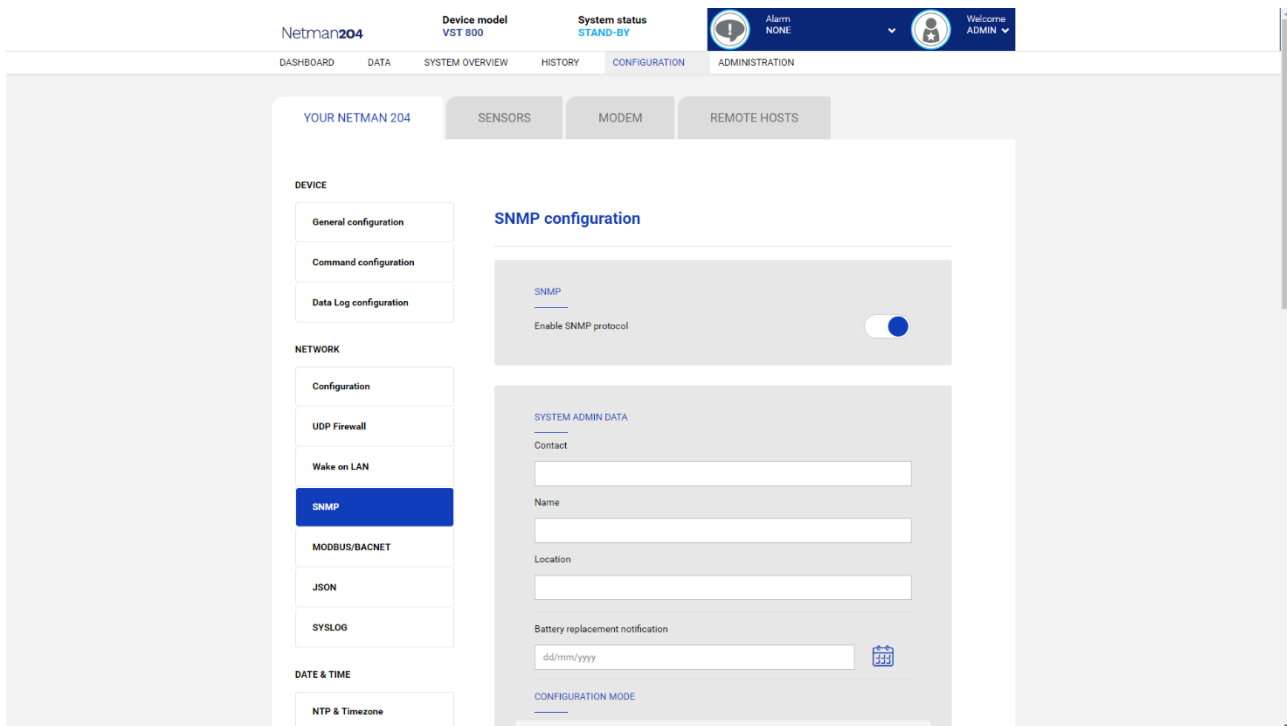 Netman204
Device model
VST 800
System status
STAND-BY
Alarm
NONE
Welcome
ADMIN
DASHBOARD DATA SYSTEM OVERVIEW HISTORY CONFIGURATION ADMINISTRATION
YOUR NETMAN 204 SENSORS MODEM REMOTE HOSTS
DEVICE
General configuration
Command configuration
Data Log configuration
NETWORK
Configuration
UDP Firewall
Wake on LAN
SNMP
MODBUS/BACNET
JSON
SYSLOG
DATE & TIME
NTP & Timezone
SNMP configuration
SNMP
Enable SNMP protocol
SYSTEM ADMIN DATA
Contact
Name
Location
Battery replacement notification
dd/mm/yyyy
CONFIGURATION MODE